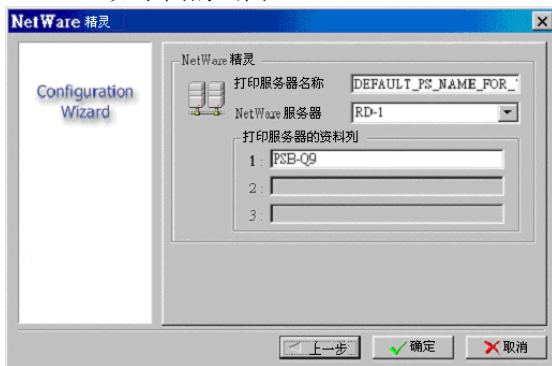 NetWare 精灵
Configuration
Wizard
NetWare 精灵
打印服务器名称
DEFAULT_PS_NAME_FOR_
NetWare 服务器
RD-1
打印服务器的资料列
1 : PSB-Q9
2 :
3 :
上一步
确定
取消